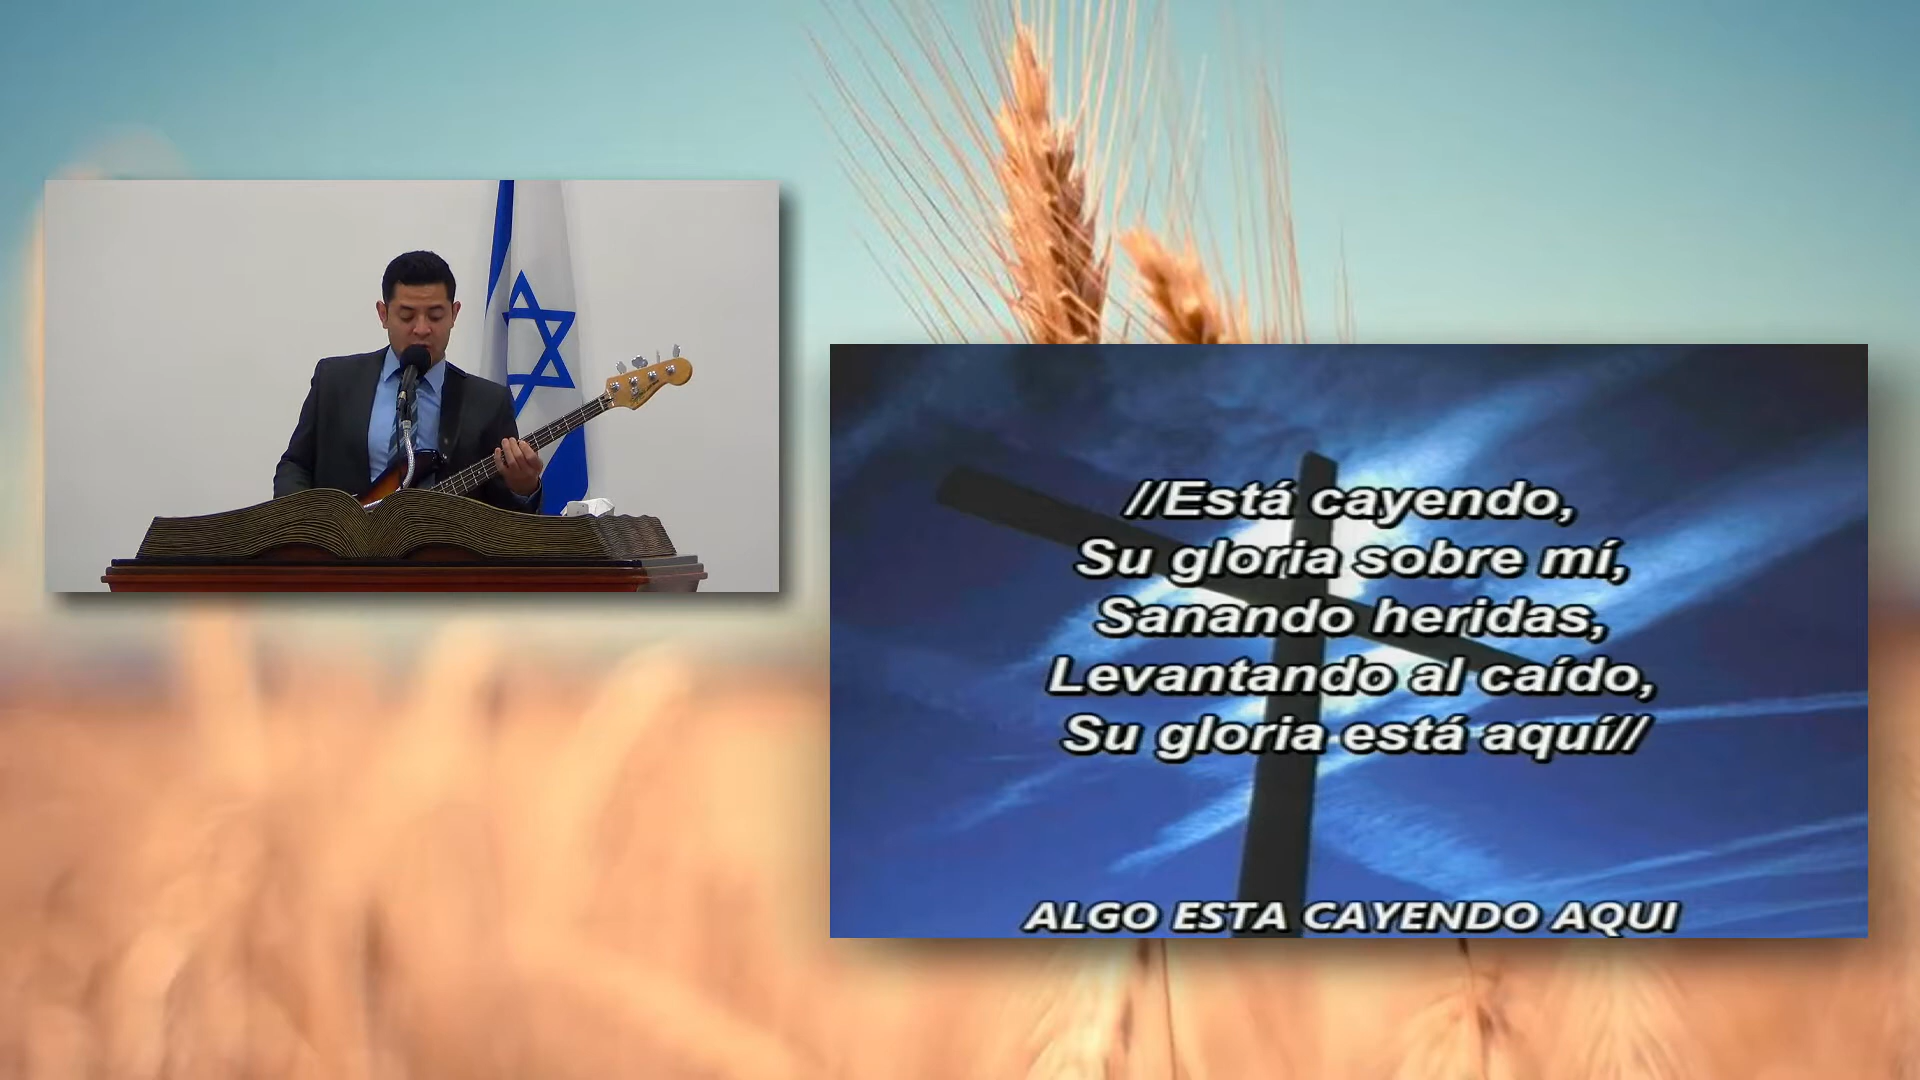 //Está cayendo,
Su gloria sobre mí,
Sanando heridas,
Levantando al caído,
Su gloria está aquí//
ALGO ESTA CAYENDO AQUI